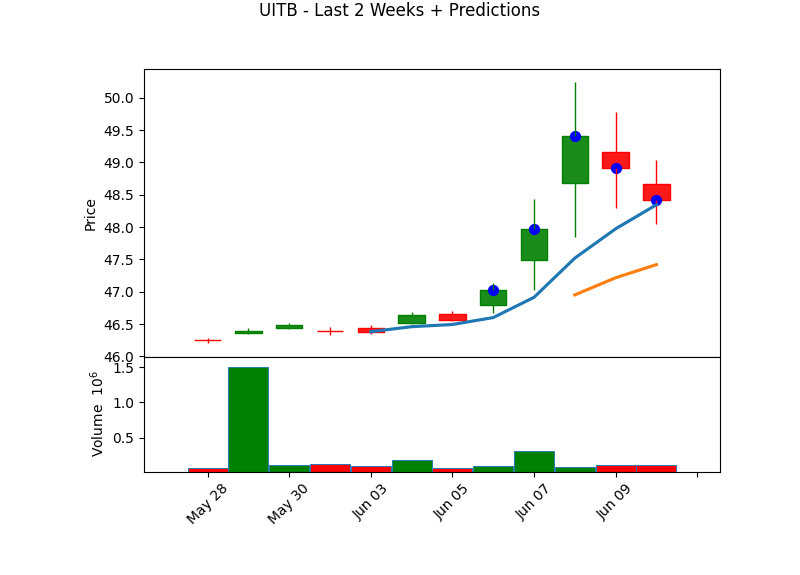 UITB - Last 2 Weeks + Predictions
Price
50.0
49.5
49.0
48.5
48.0
47.5
47.0
46.5
46.0
Volume 10^6
1.5
1.0
0.5
May 28
May 30
Jun 03
Jun 05
Jun 07
Jun 09